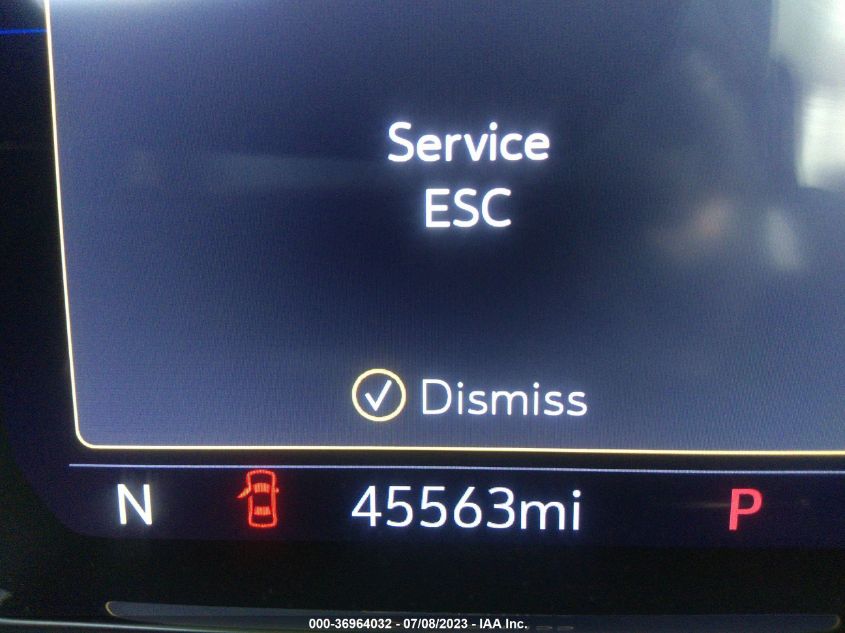 Service
ESC
Dismiss
N 45563mi P
000-36964032 - 07/08/2023 - IAA Inc.